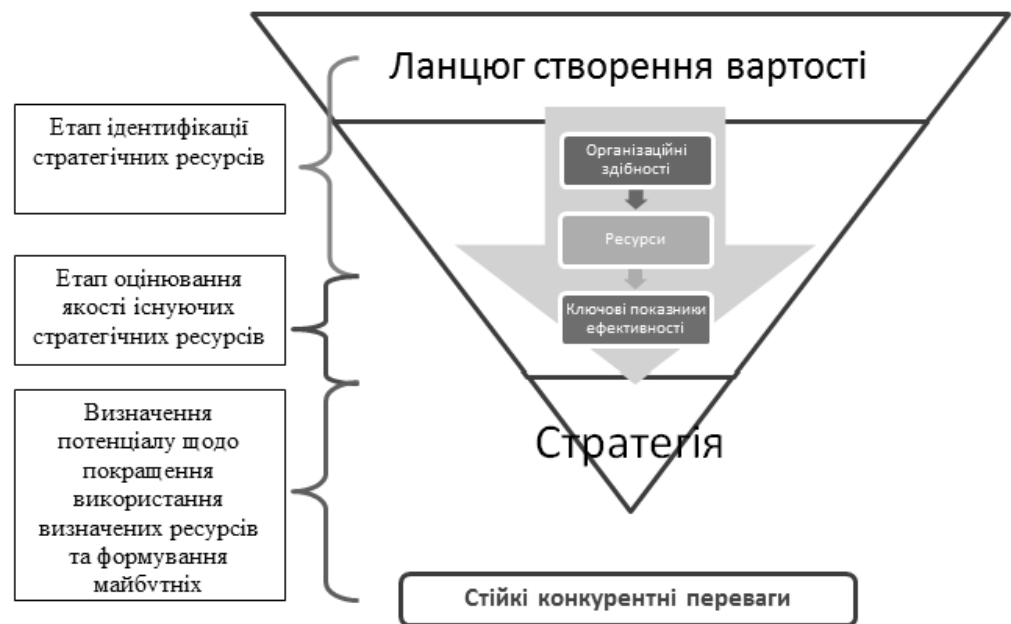 Ланцюг створення вартості
Етап ідентифікації
стратегічних ресурсів
Організаційні
здібності
Ресурси
Етап оцінювання
якості існуючих
стратегічних ресурсів
Ключові показники
ефективності
Визначення
потенціалу щодо
покращення
використання
визначених ресурсів
та формування
майбутніх
Стратегія
Стійкі конкурентні переваги